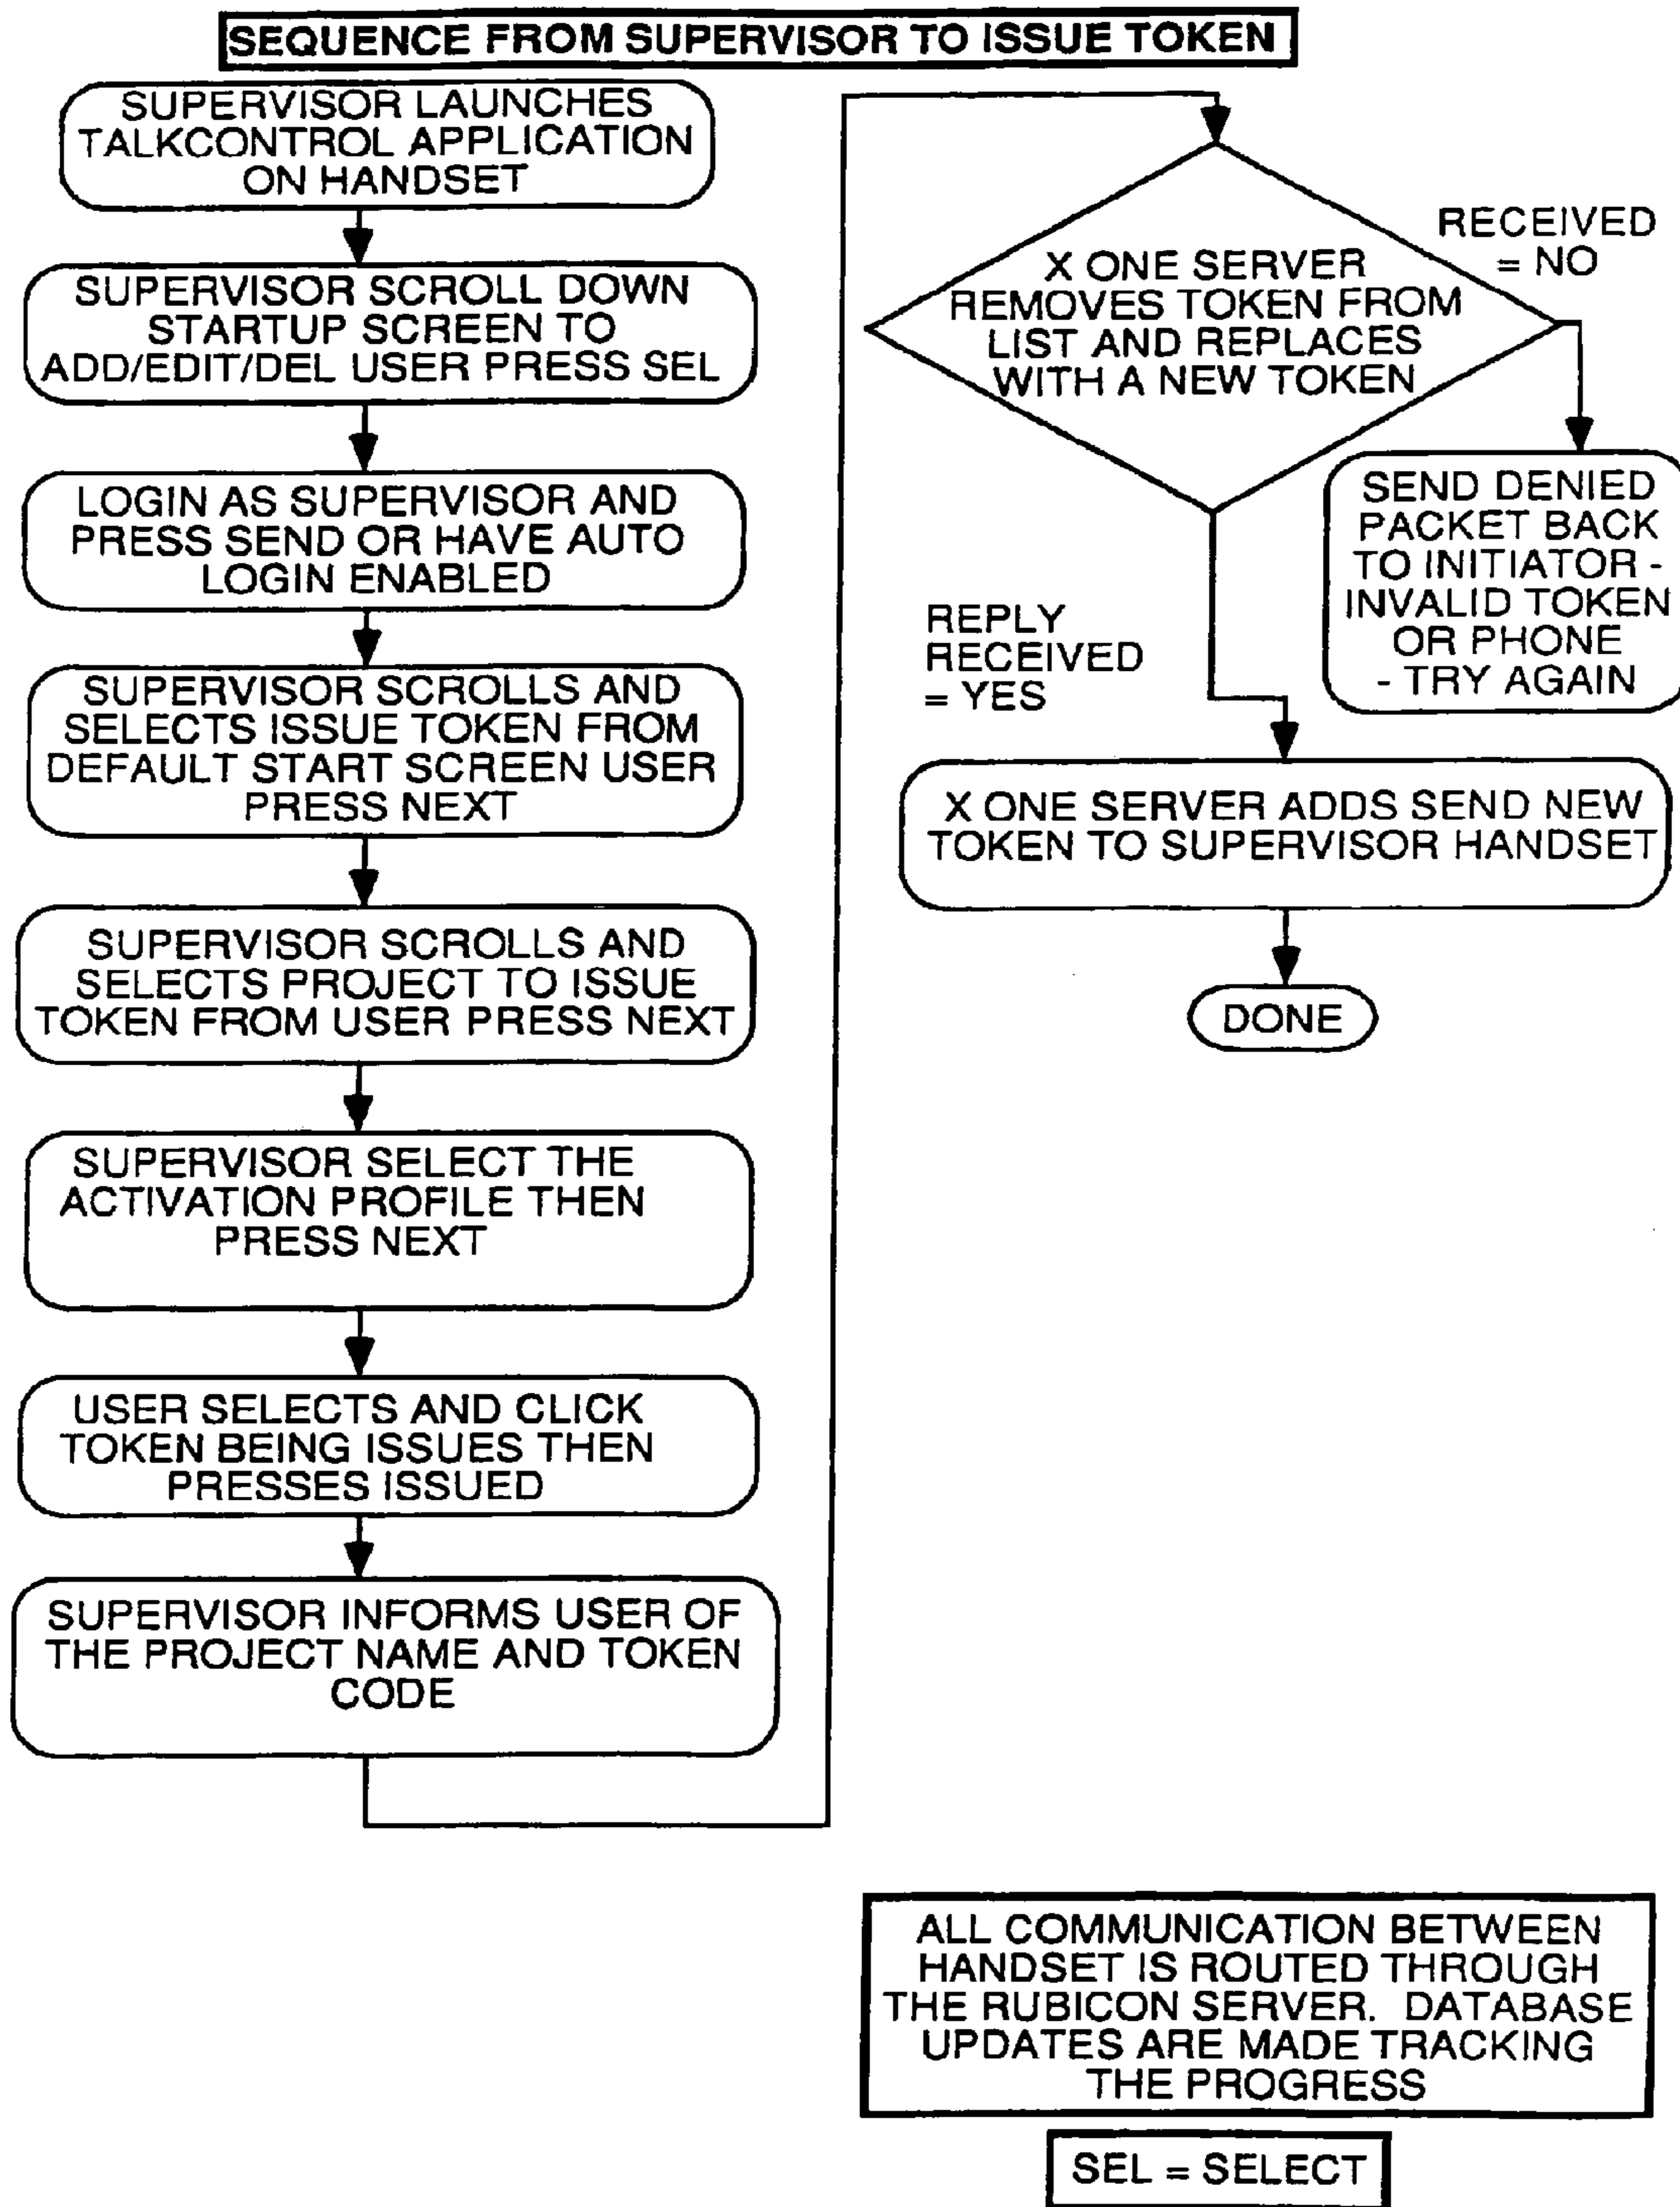 SEQUENCE FROM SUPERVISOR TO ISSUE TOKEN
SUPERVISOR LAUNCHES
TALKCONTROL APPLICATION
ON HANDSET
SUPERVISOR SCROLL DOWN
STARTUP SCREEN TO
ADD/EDIT/DEL USER PRESS SEL
LOGIN AS SUPERVISOR AND
PRESS SEND OR HAVE AUTO
LOGIN ENABLED
SUPERVISOR SCROLLS AND
SELECTS ISSUE TOKEN FROM
DEFAULT START SCREEN USER
PRESS NEXT
SUPERVISOR SCROLLS AND
SELECTS PROJECT TO ISSUE
TOKEN FROM USER PRESS NEXT
SUPERVISOR SELECT THE
ACTIVATION PROFILE THEN
PRESS NEXT
USER SELECTS AND CLICK
TOKEN BEING ISSUES THEN
PRESSES ISSUED
SUPERVISOR INFORMS USER OF
THE PROJECT NAME AND TOKEN
CODE
X ONE SERVER
REMOVES TOKEN FROM
LIST AND REPLACES
WITH A NEW TOKEN
RECEIVED
= NO
SEND DENIED
PACKET BACK
TO INITIATOR -
INVALID TOKEN
OR PHONE
- TRY AGAIN
REPLY
RECEIVED
= YES
X ONE SERVER ADDS SEND NEW
TOKEN TO SUPERVISOR HANDSET
DONE
ALL COMMUNICATION BETWEEN
HANDSET IS ROUTED THROUGH
THE RUBICON SERVER. DATABASE
UPDATES ARE MADE TRACKING
THE PROGRESS
SEL = SELECT